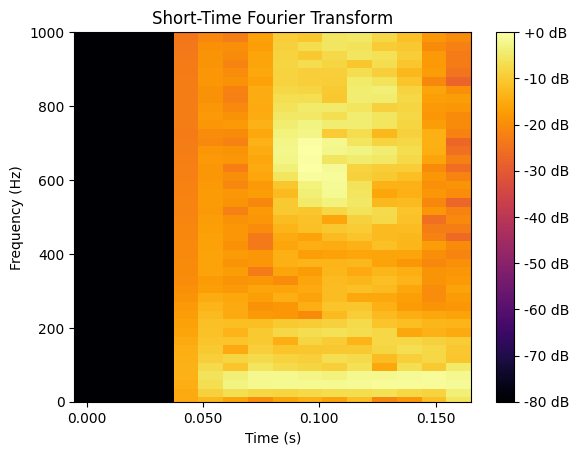 Short-Time Fourier Transform
1000
800
600
400
200
0
Frequency (Hz)
0.000
0.050
0.100
0.150
Time (s)
+0 dB
-10 dB
-20 dB
-30 dB
-40 dB
-50 dB
-60 dB
-70 dB
-80 dB